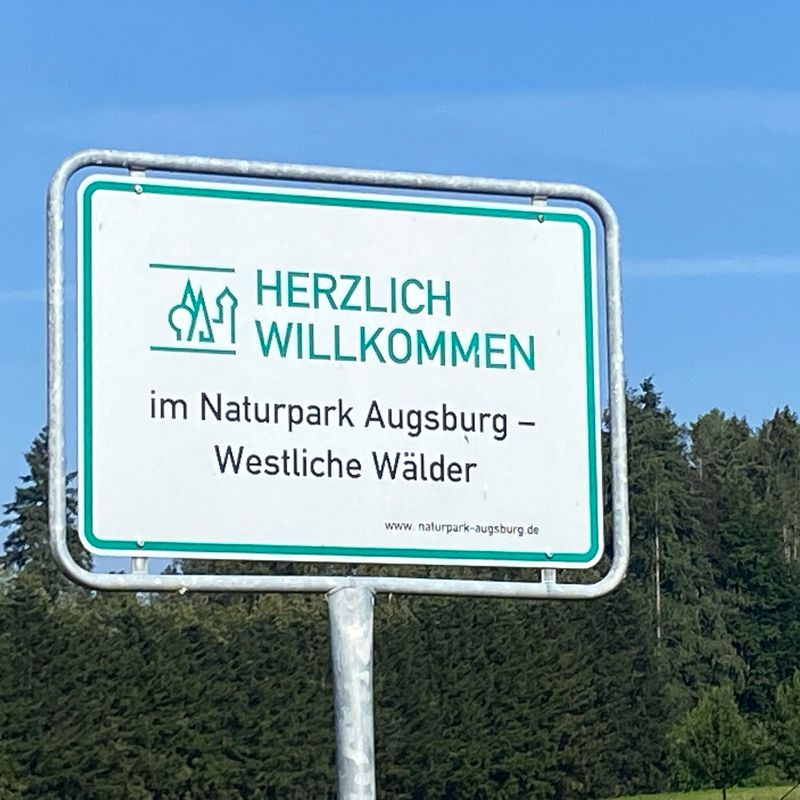 HERZLICH
WILLKOMMEN
im Naturpark Augsburg –
Westliche Wälder
www. naturpark-augsburg.de